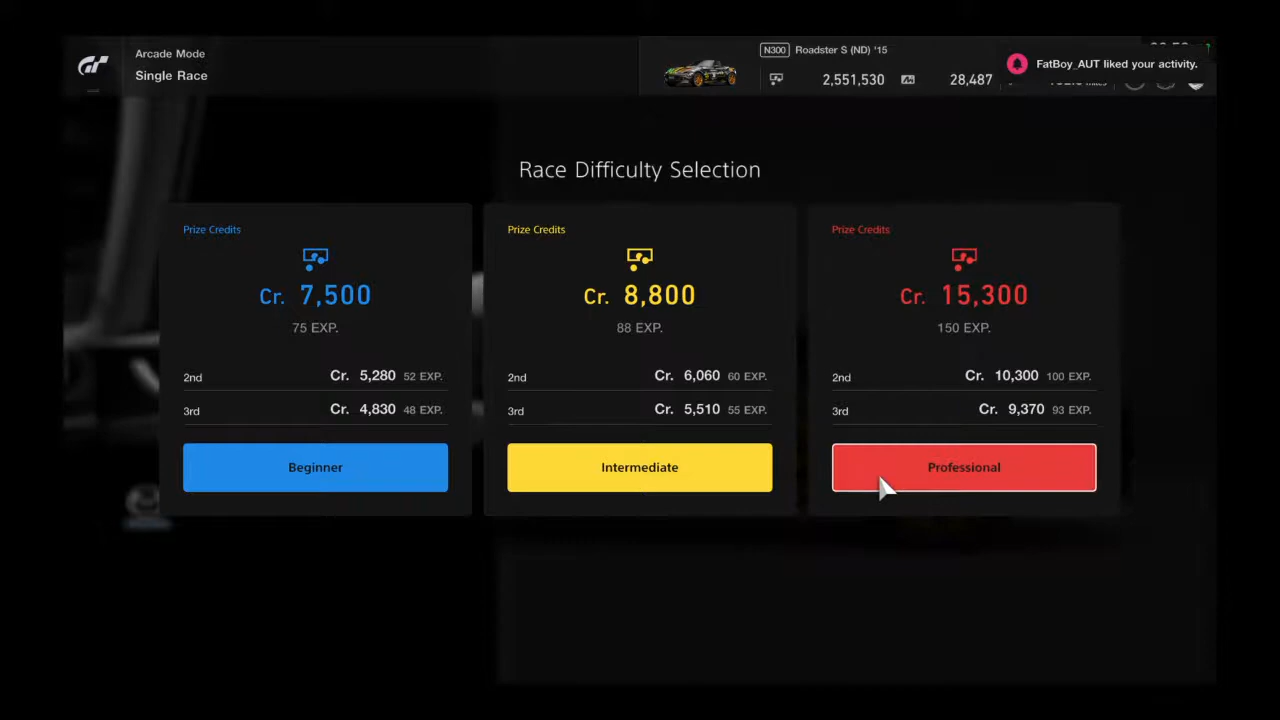 Arcade Mode
Single Race
N300 Roadster S (ND) '15
2,551,530 28,487
FatBoy_AUT liked your activity.
Race Difficulty Selection
Prize Credits
Cr. 7,500
75 EXP.
2nd Cr. 5,280 52 EXP.
3rd Cr. 4,830 48 EXP.
Beginner
Prize Credits
Cr. 8,800
88 EXP.
2nd Cr. 6,060 60 EXP.
3rd Cr. 5,510 55 EXP.
Intermediate
Prize Credits
Cr. 15,300
150 EXP.
2nd Cr. 10,300 100 EXP.
3rd Cr. 9,370 93 EXP.
Professional